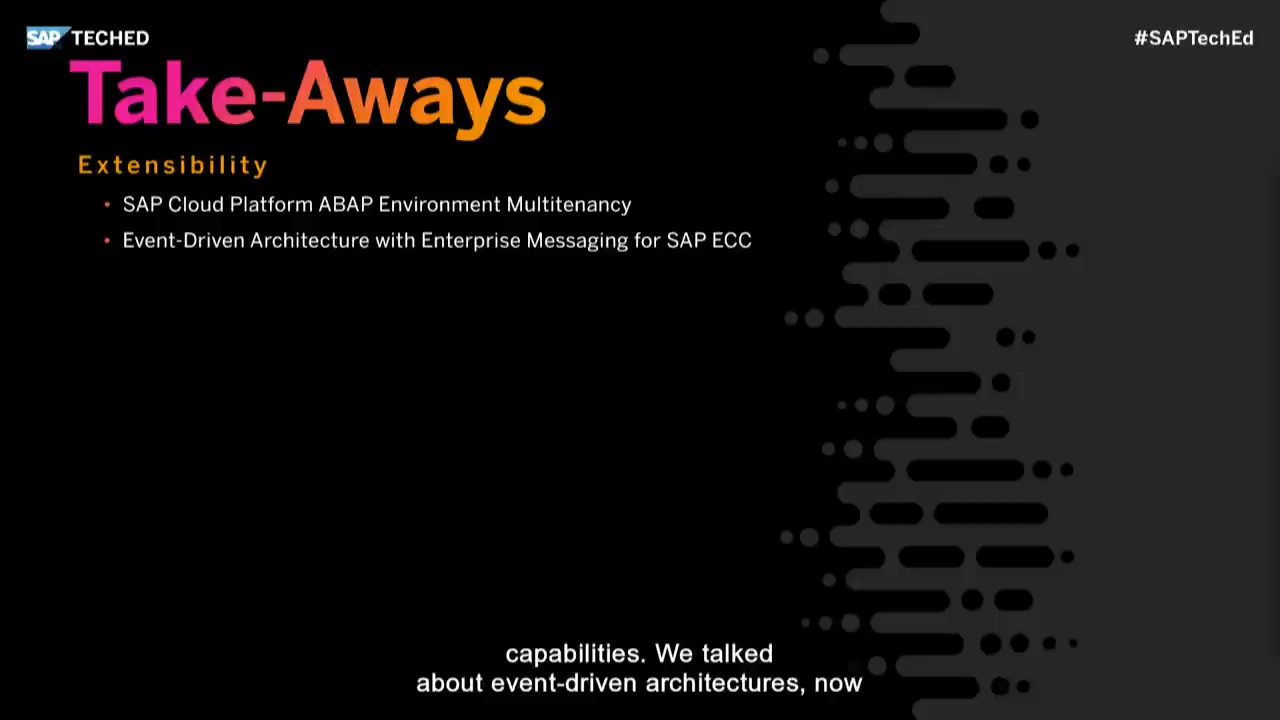 SAP TECHED
#SAPTechEd
Take-Aways
Extensibility
• SAP Cloud Platform ABAP Environment Multitenancy
• Event-Driven Architecture with Enterprise Messaging for SAP ECC
capabilities. We talked
about event-driven architectures, now